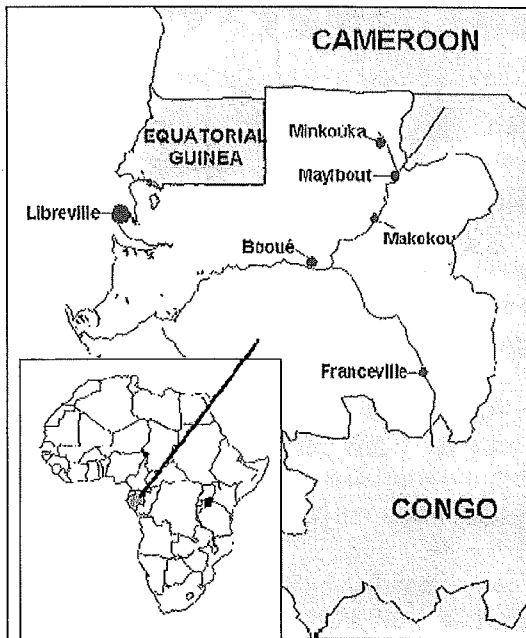 CAMEROON
EQUATORIAL
GUINEA
Minkouka
Mayibout
Libreville
Makokou
Booué
Franceville
CONGO